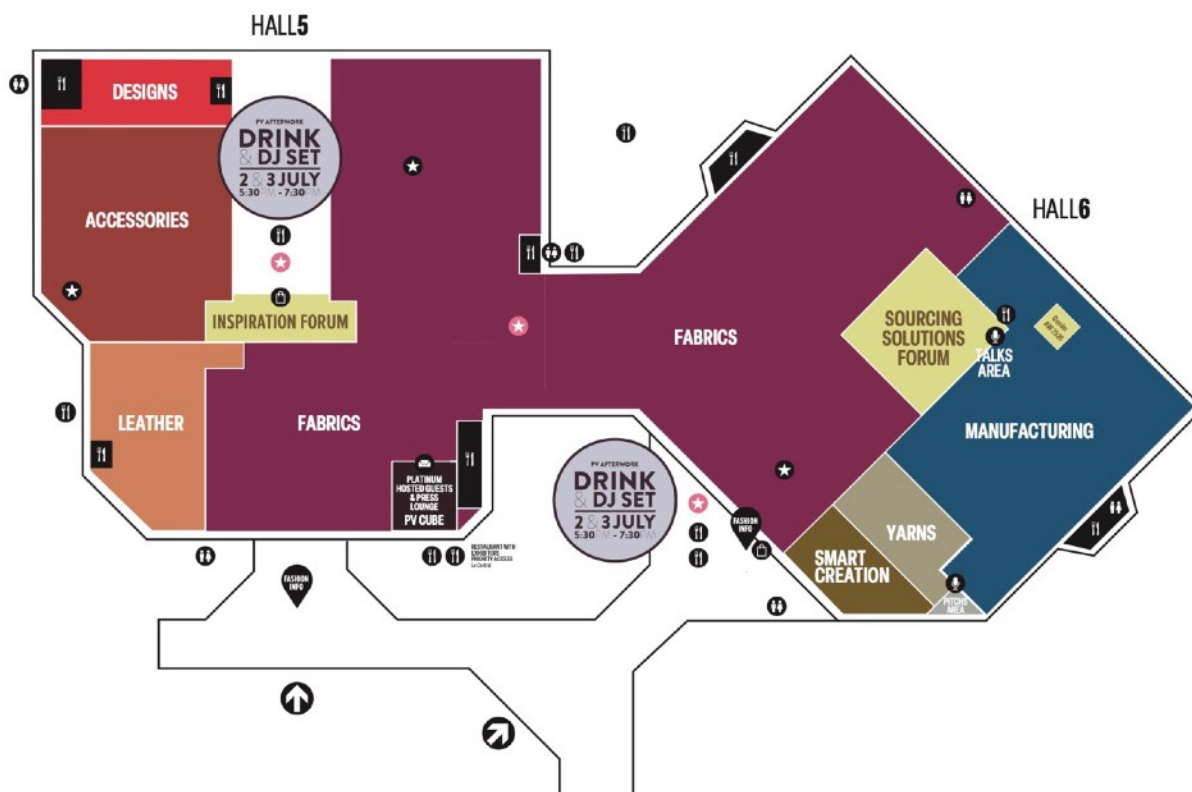 HALL5
DESIGNS
PV AFTERWORK
DRINK
& DJ SET
2 & 3 JULY
5:30PM - 7:30PM
ACCESSORIES
INSPIRATION FORUM
LEATHER
FABRICS
PLATINUM
HOSTED GUESTS
& PRESS
LOUNGE
PV CUBE
RESTAURANT WITH
EXHIBITORS
PRIORITY ACCESS
Le Central
FASHION
INFO
HALL6
FABRICS
SOURCING
SOLUTIONS
FORUM
TALKS
AREA
MANUFACTURING
YARNS
SMART
CREATION
PITCHS
AREA
PV AFTERWORK
DRINK
& DJ SET
2 & 3 JULY
5:30PM - 7:30PM
FASHION
INFO